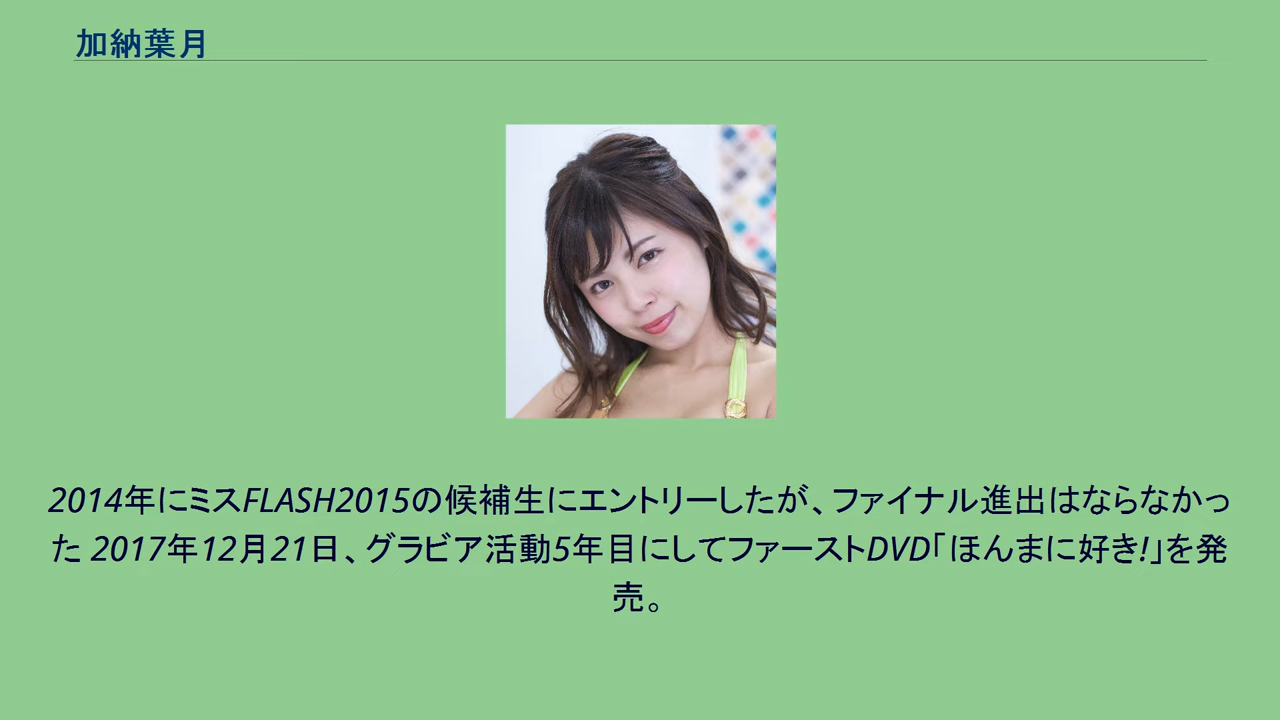 加納葉月
2014年にミスFLASH2015の候補生にエントリーしたが、ファイナル進出はならなかっ
た 2017年12月21日、グラビア活動5年目にしてファーストDVD「ほんまに好き!」を発
売。